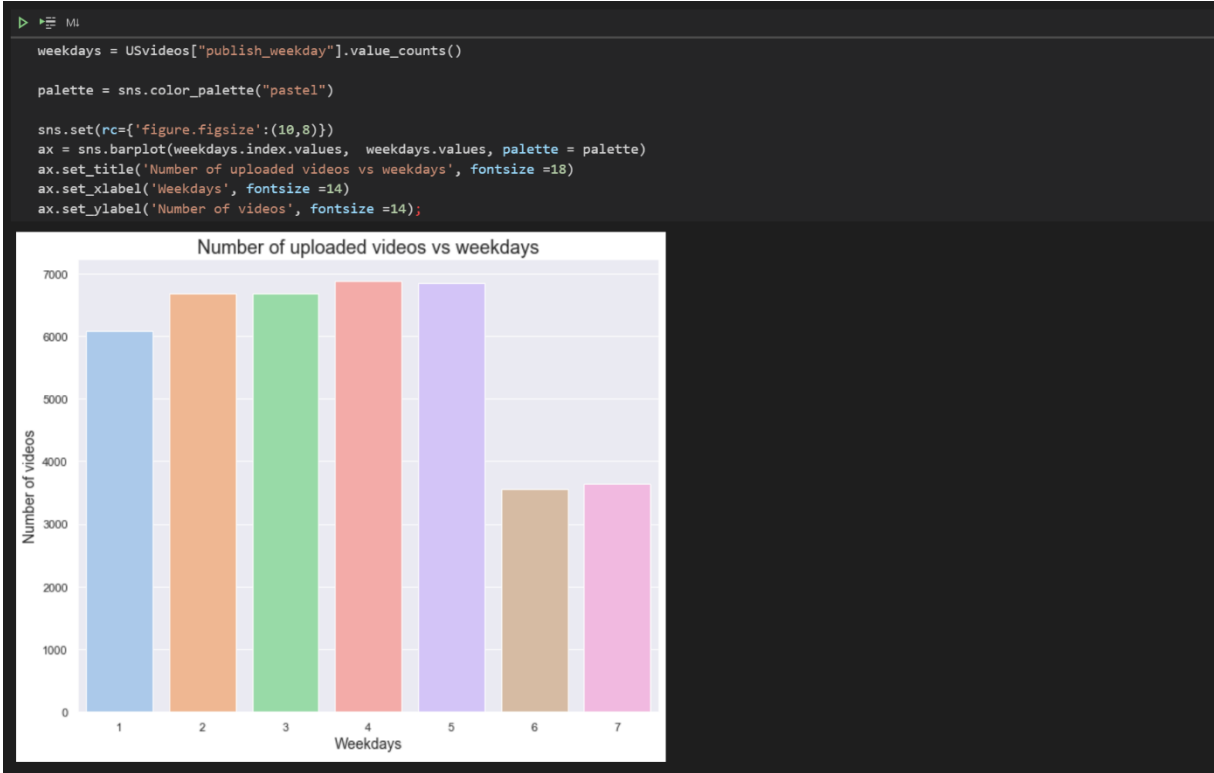 M↓
weekdays = USvideos["publish_weekday"].value_counts()
palette = sns.color_palette("pastel")
sns.set(rc={'figure.figsize':(10,8)})
ax = sns.barplot(weekdays.index.values,  weekdays.values, palette = palette)
ax.set_title('Number of uploaded videos vs weekdays', fontsize =18)
ax.set_xlabel('Weekdays', fontsize =14)
ax.set_ylabel('Number of videos', fontsize =14);
Number of uploaded videos vs weekdays
7000
6000
5000
4000
3000
2000
1000
0
Number of videos
1 2 3 4 5 6 7
Weekdays